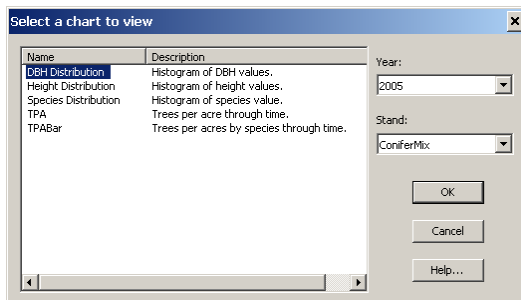 Select a chart to view
Name Description
DBH Distribution Histogram of DBH values.
Height Distribution Histogram of height values.
Species Distribution Histogram of species value.
TPA Trees per acre through time.
TPABar Trees per acres by species through time.
Year:
2005
Stand:
ConiferMix
OK
Cancel
Help...